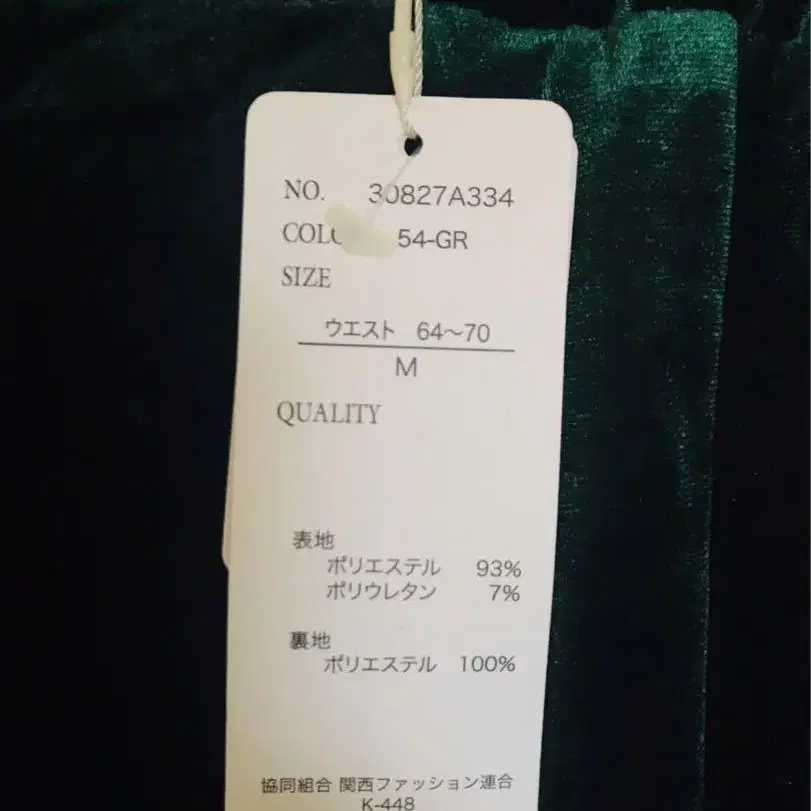 NO. 30827A334
54-GR
SIZE
ウエスト 64〜70
M
QUALITY
表地
ポリエステル 93%
ポリウレタン 7%
裏地
ポリエステル 100%
協同組合 関西ファッション連合
K-448